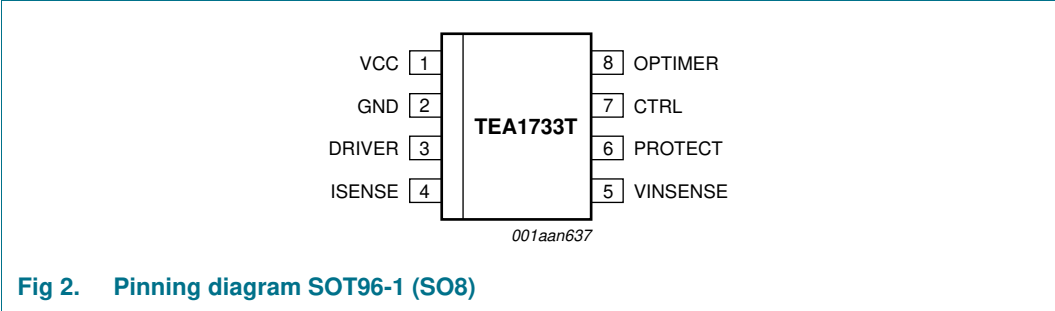 VCC 1 8 OPTIMER
GND 2 7 CTRL
TEA1733T
DRIVER 3 6 PROTECT
ISENSE 4 5 VINSENSE
001aan637
Fig 2. Pinning diagram SOT96-1 (SO8)